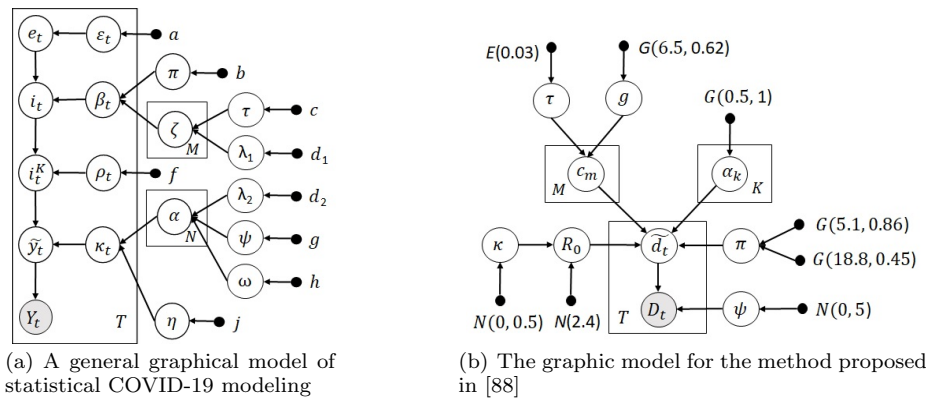 e_t ε_t a
π b
i_t β_t
ζ M τ c
λ_1 d_1
i_t^K ρ_t f
λ_2 d_2
α N
ỹ_t κ_t ψ g
ω h
Y_t T η j
(a) A general graphical model of
statistical COVID-19 modeling
E(0.03) G(6.5, 0.62)
τ g G(0.5, 1)
c_m M α_k K
G(5.1, 0.86)
κ R_0 d̃_t π
G(18.8, 0.45)
N(0, 0.5) N(2.4) T D_t ψ N(0, 5)
(b) The graphic model for the method proposed
in [88]